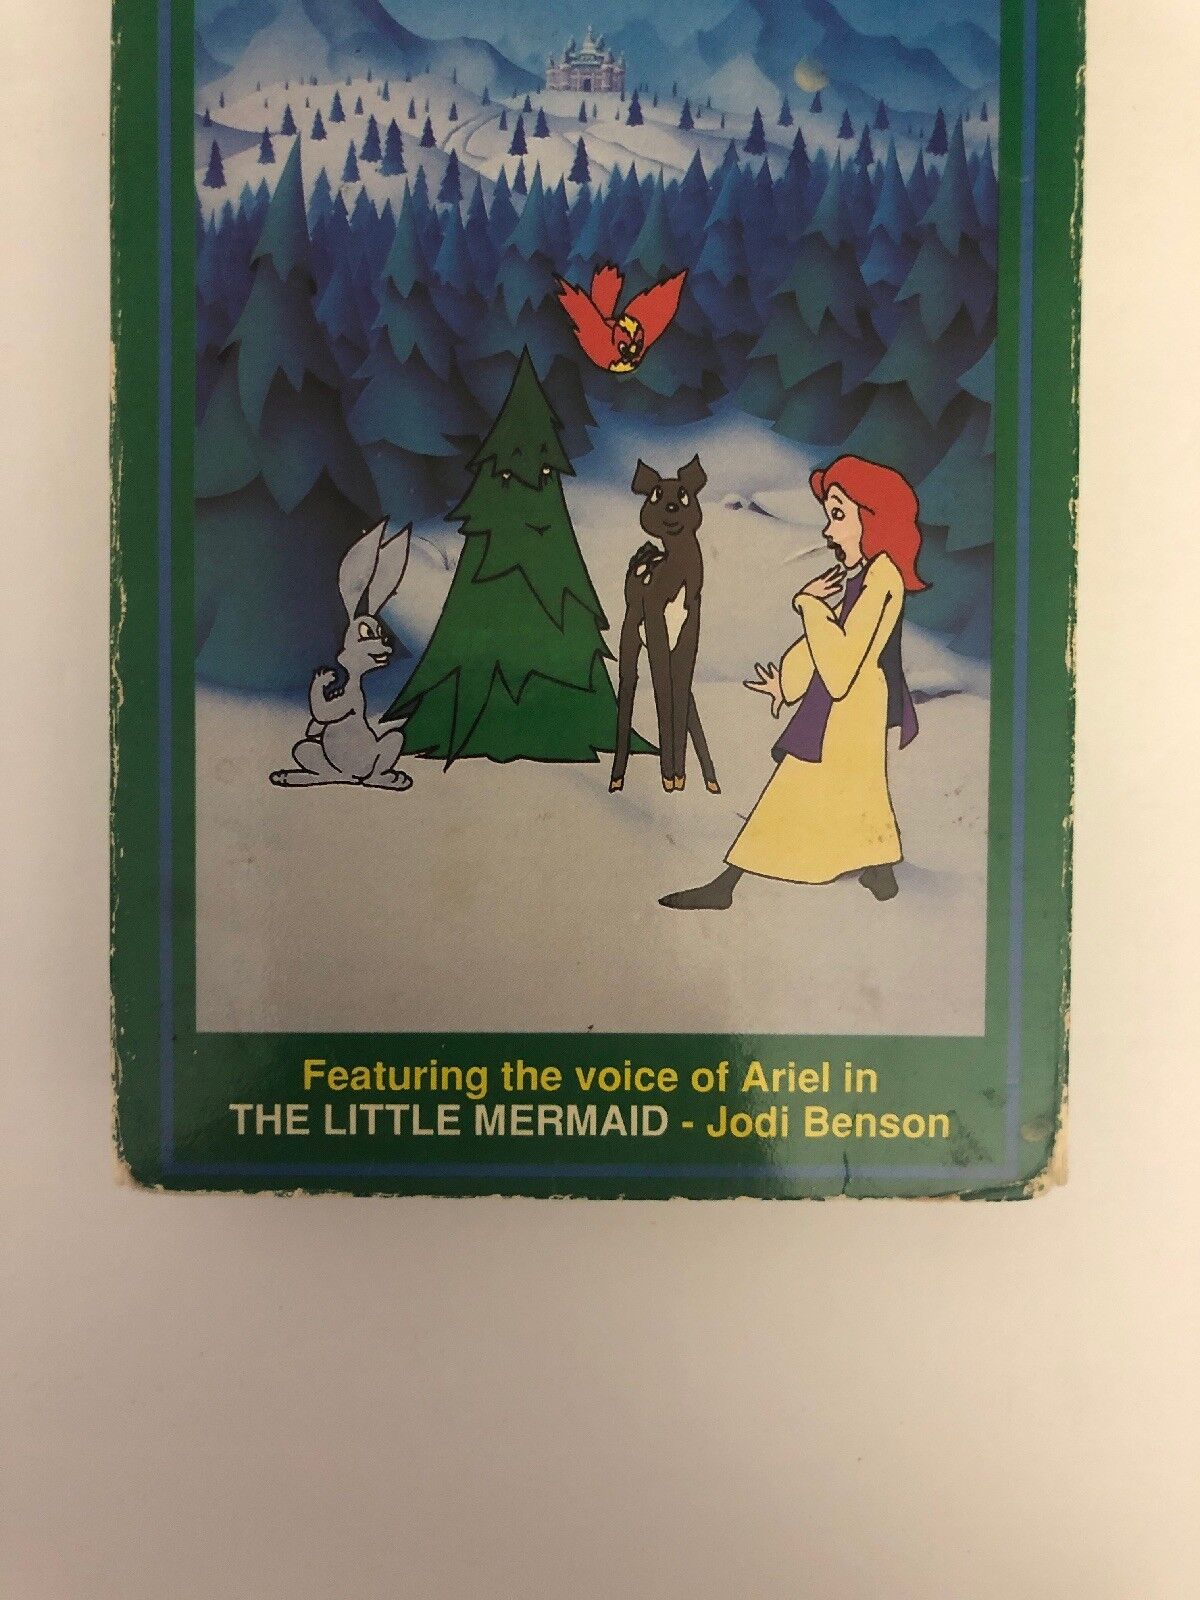 Featuring the voice of Ariel in
THE LITTLE MERMAID - Jodi Benson